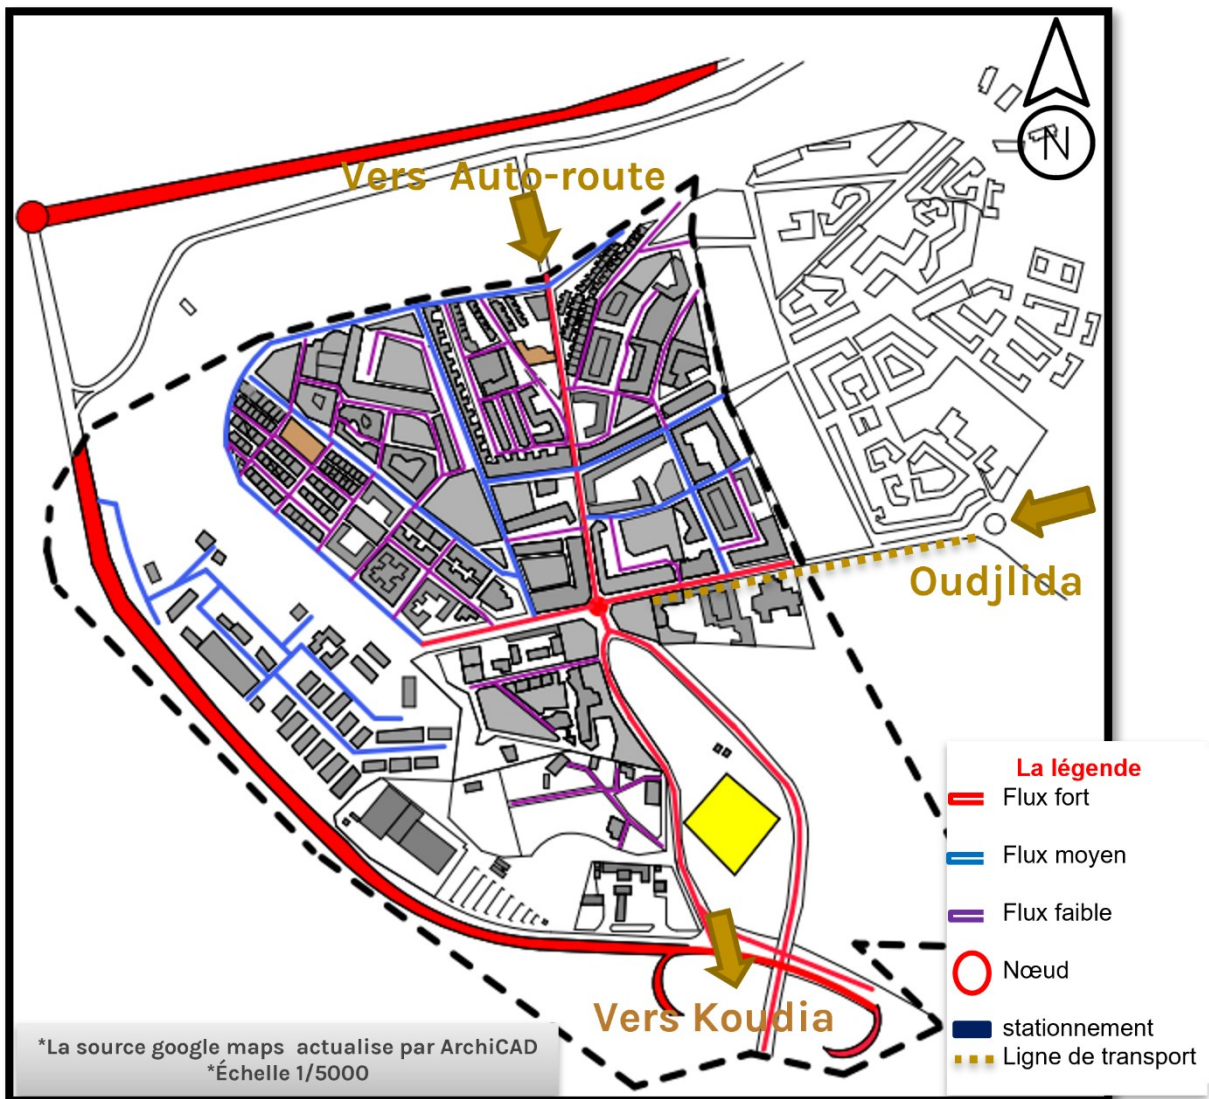 N
Vers Auto-route
Oudjlida
Vers Koudia
La légende
Flux fort
Flux moyen
Flux faible
Nœud
stationnement
Ligne de transport
*La source google maps actualise par ArchiCAD
*Échelle 1/5000